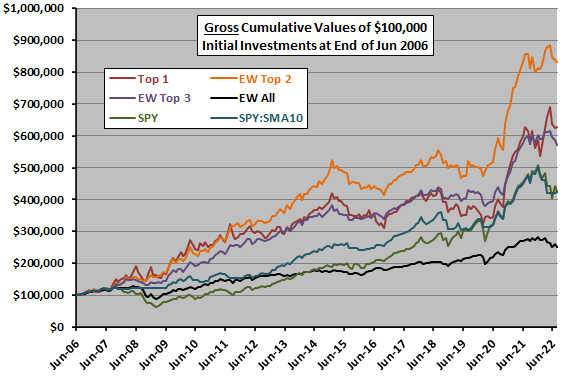 Gross Cumulative Values of $100,000
Initial Investments at End of Jun 2006
$1,000,000
$900,000
$800,000
$700,000
$600,000
$500,000
$400,000
$300,000
$200,000
$100,000
$0
Top 1
EW Top 2
EW Top 3
EW All
SPY
SPY:SMA10
Jun-06
Jun-07
Jun-08
Jun-09
Jun-10
Jun-11
Jun-12
Jun-13
Jun-14
Jun-15
Jun-16
Jun-17
Jun-18
Jun-19
Jun-20
Jun-21
Jun-22